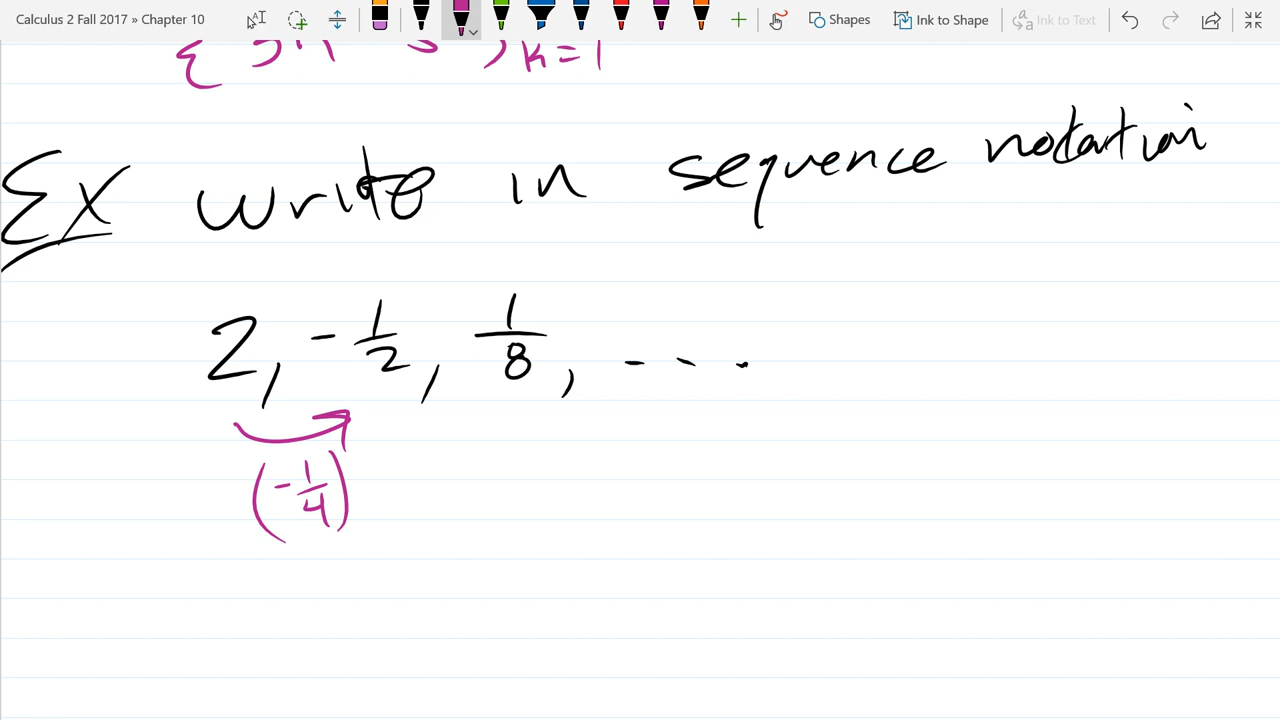 Calculus 2 Fall 2017 » Chapter 10 Shapes Ink to Shape Ink to Text
k=1
Ex write in sequence notation
2, -1/2, 1/8, - - -
(-1/4)